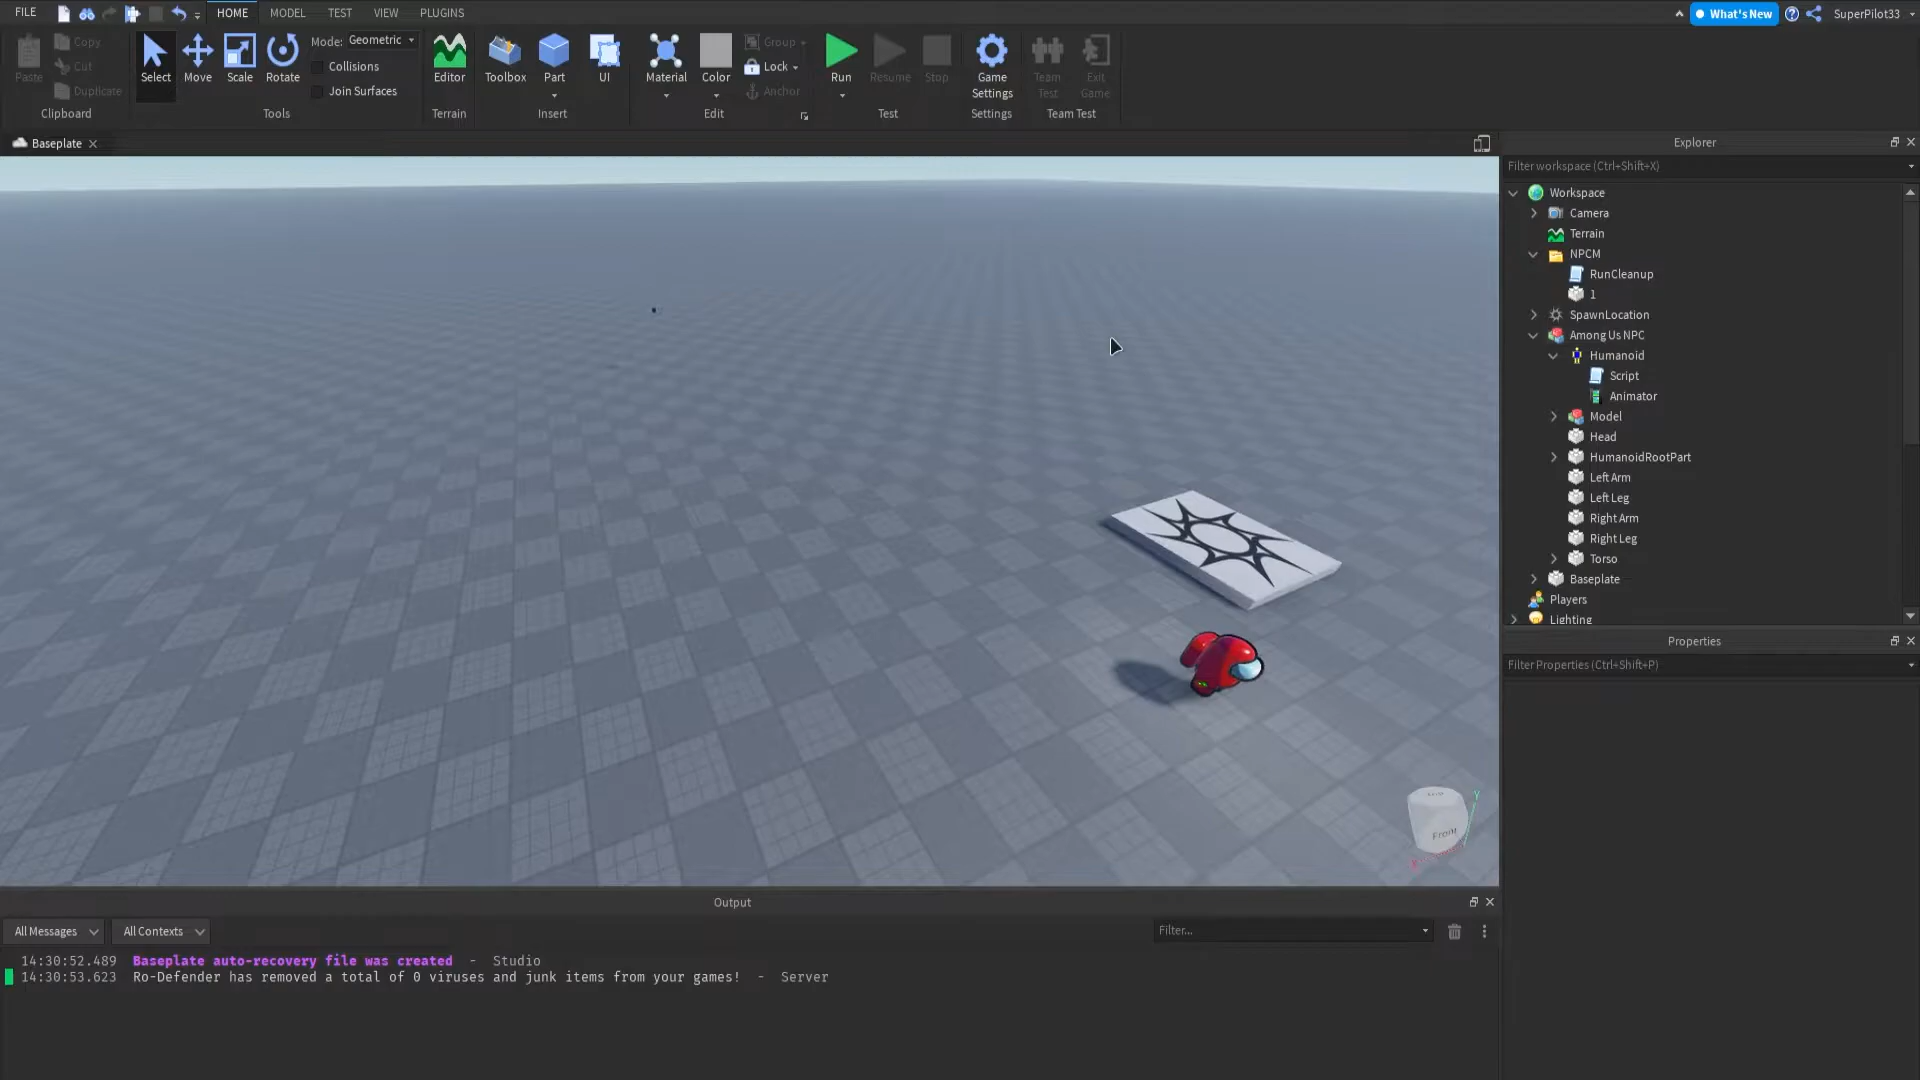 FILE
HOME
MODEL
TEST
VIEW
PLUGINS
What's New
SuperPilot33
Paste
Copy
Cut
Duplicate
Clipboard
Select
Move
Scale
Rotate
Mode: Geometric
Collisions
Join Surfaces
Tools
Editor
Terrain
Toolbox
Part
UI
Insert
Material
Color
Group
Lock
Anchor
Edit
Run
Resume
Stop
Test
Game
Settings
Settings
Team
Test
Exit
Game
Team Test
Baseplate
Explorer
Filter workspace (Ctrl+Shift+X)
Workspace
Camera
Terrain
NPCM
RunCleanup
1
SpawnLocation
Among Us NPC
Humanoid
Script
Animator
Model
Head
HumanoidRootPart
Left Arm
Left Leg
Right Arm
Right Leg
Torso
Baseplate
Players
Lighting
Properties
Filter Properties (Ctrl+Shift+P)
Front
Y
X
Output
All Messages
All Contexts
Filter...
14:30:52.489 Baseplate auto-recovery file was created - Studio
14:30:53.623 Ro-Defender has removed a total of 0 viruses and junk items from your games! - Server